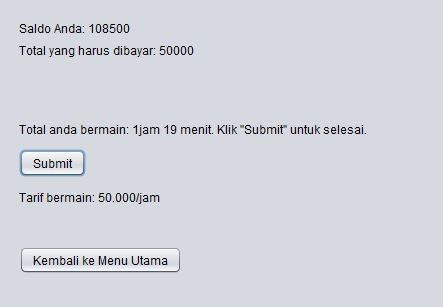 Saldo Anda: 108500
Total yang harus dibayar: 50000
Total anda bermain: 1jam 19 menit. Klik "Submit" untuk selesai.
Submit
Tarif bermain: 50.000/jam
Kembali ke Menu Utama